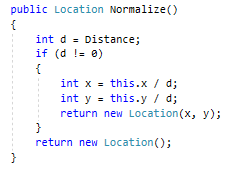 public Location Normalize()
{
    int d = Distance;
    if (d != 0)
    {
        int x = this.x / d;
        int y = this.y / d;
        return new Location(x, y);
    }
    return new Location();
}